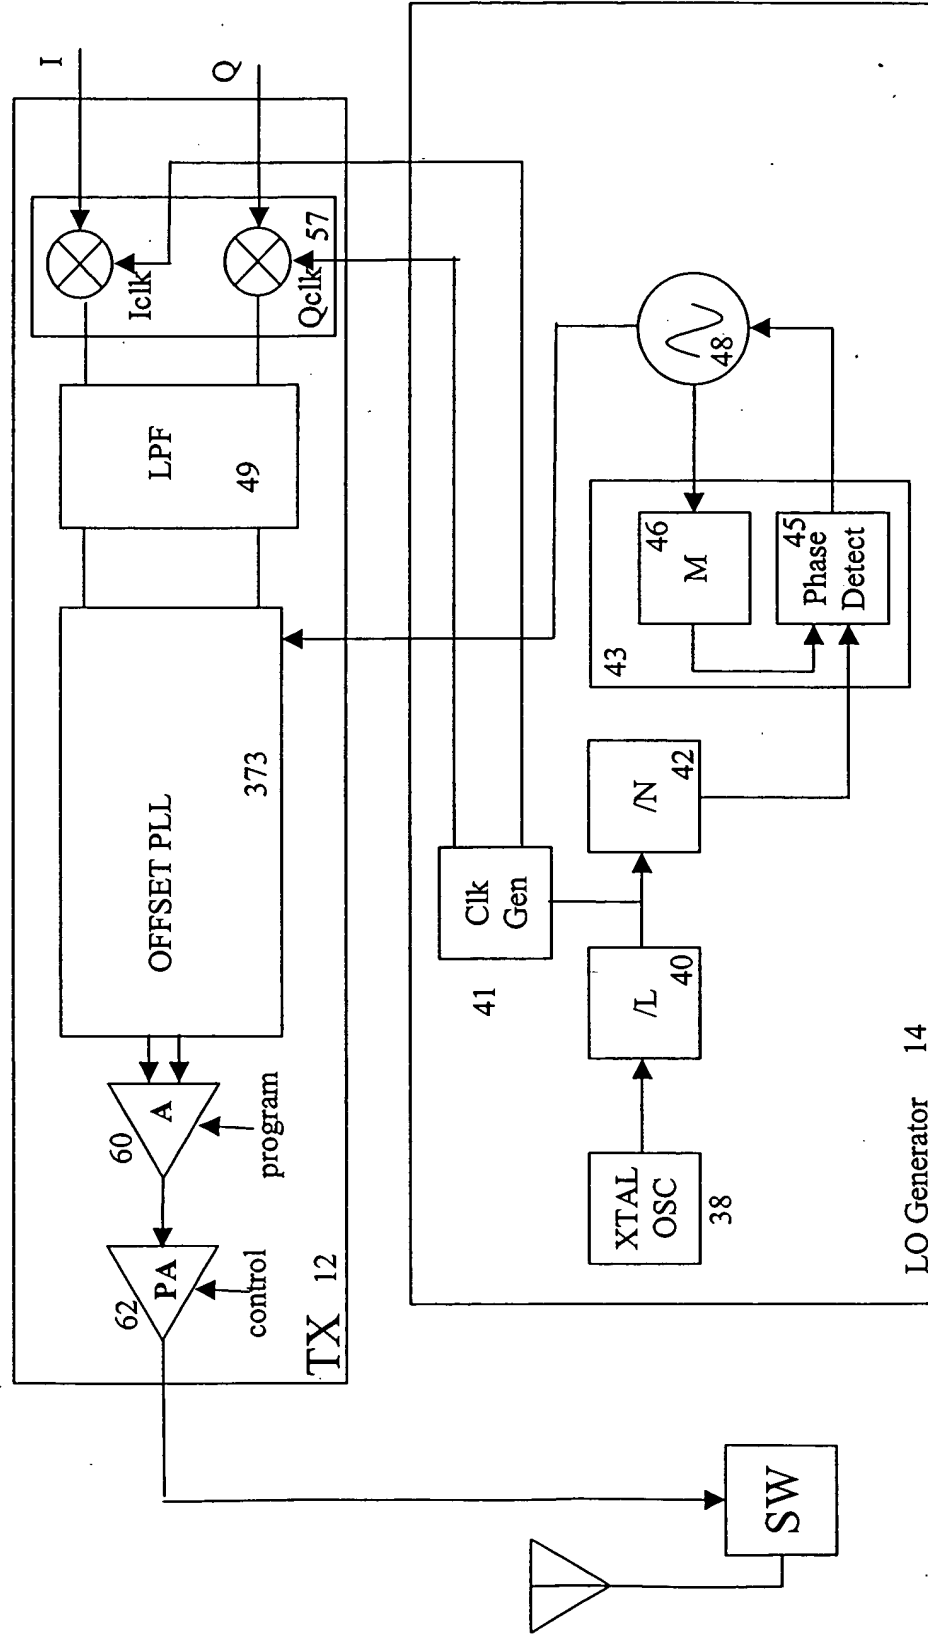 I
Q
Iclk
Qclk
57
LPF
49
OFFSET PLL
373
A
60
program
PA
62
control
TX 12
48
46
M
45
Phase
Detect
43
/N
42
Clk
Gen
41
/L
40
XTAL
OSC
38
LO Generator 14
SW